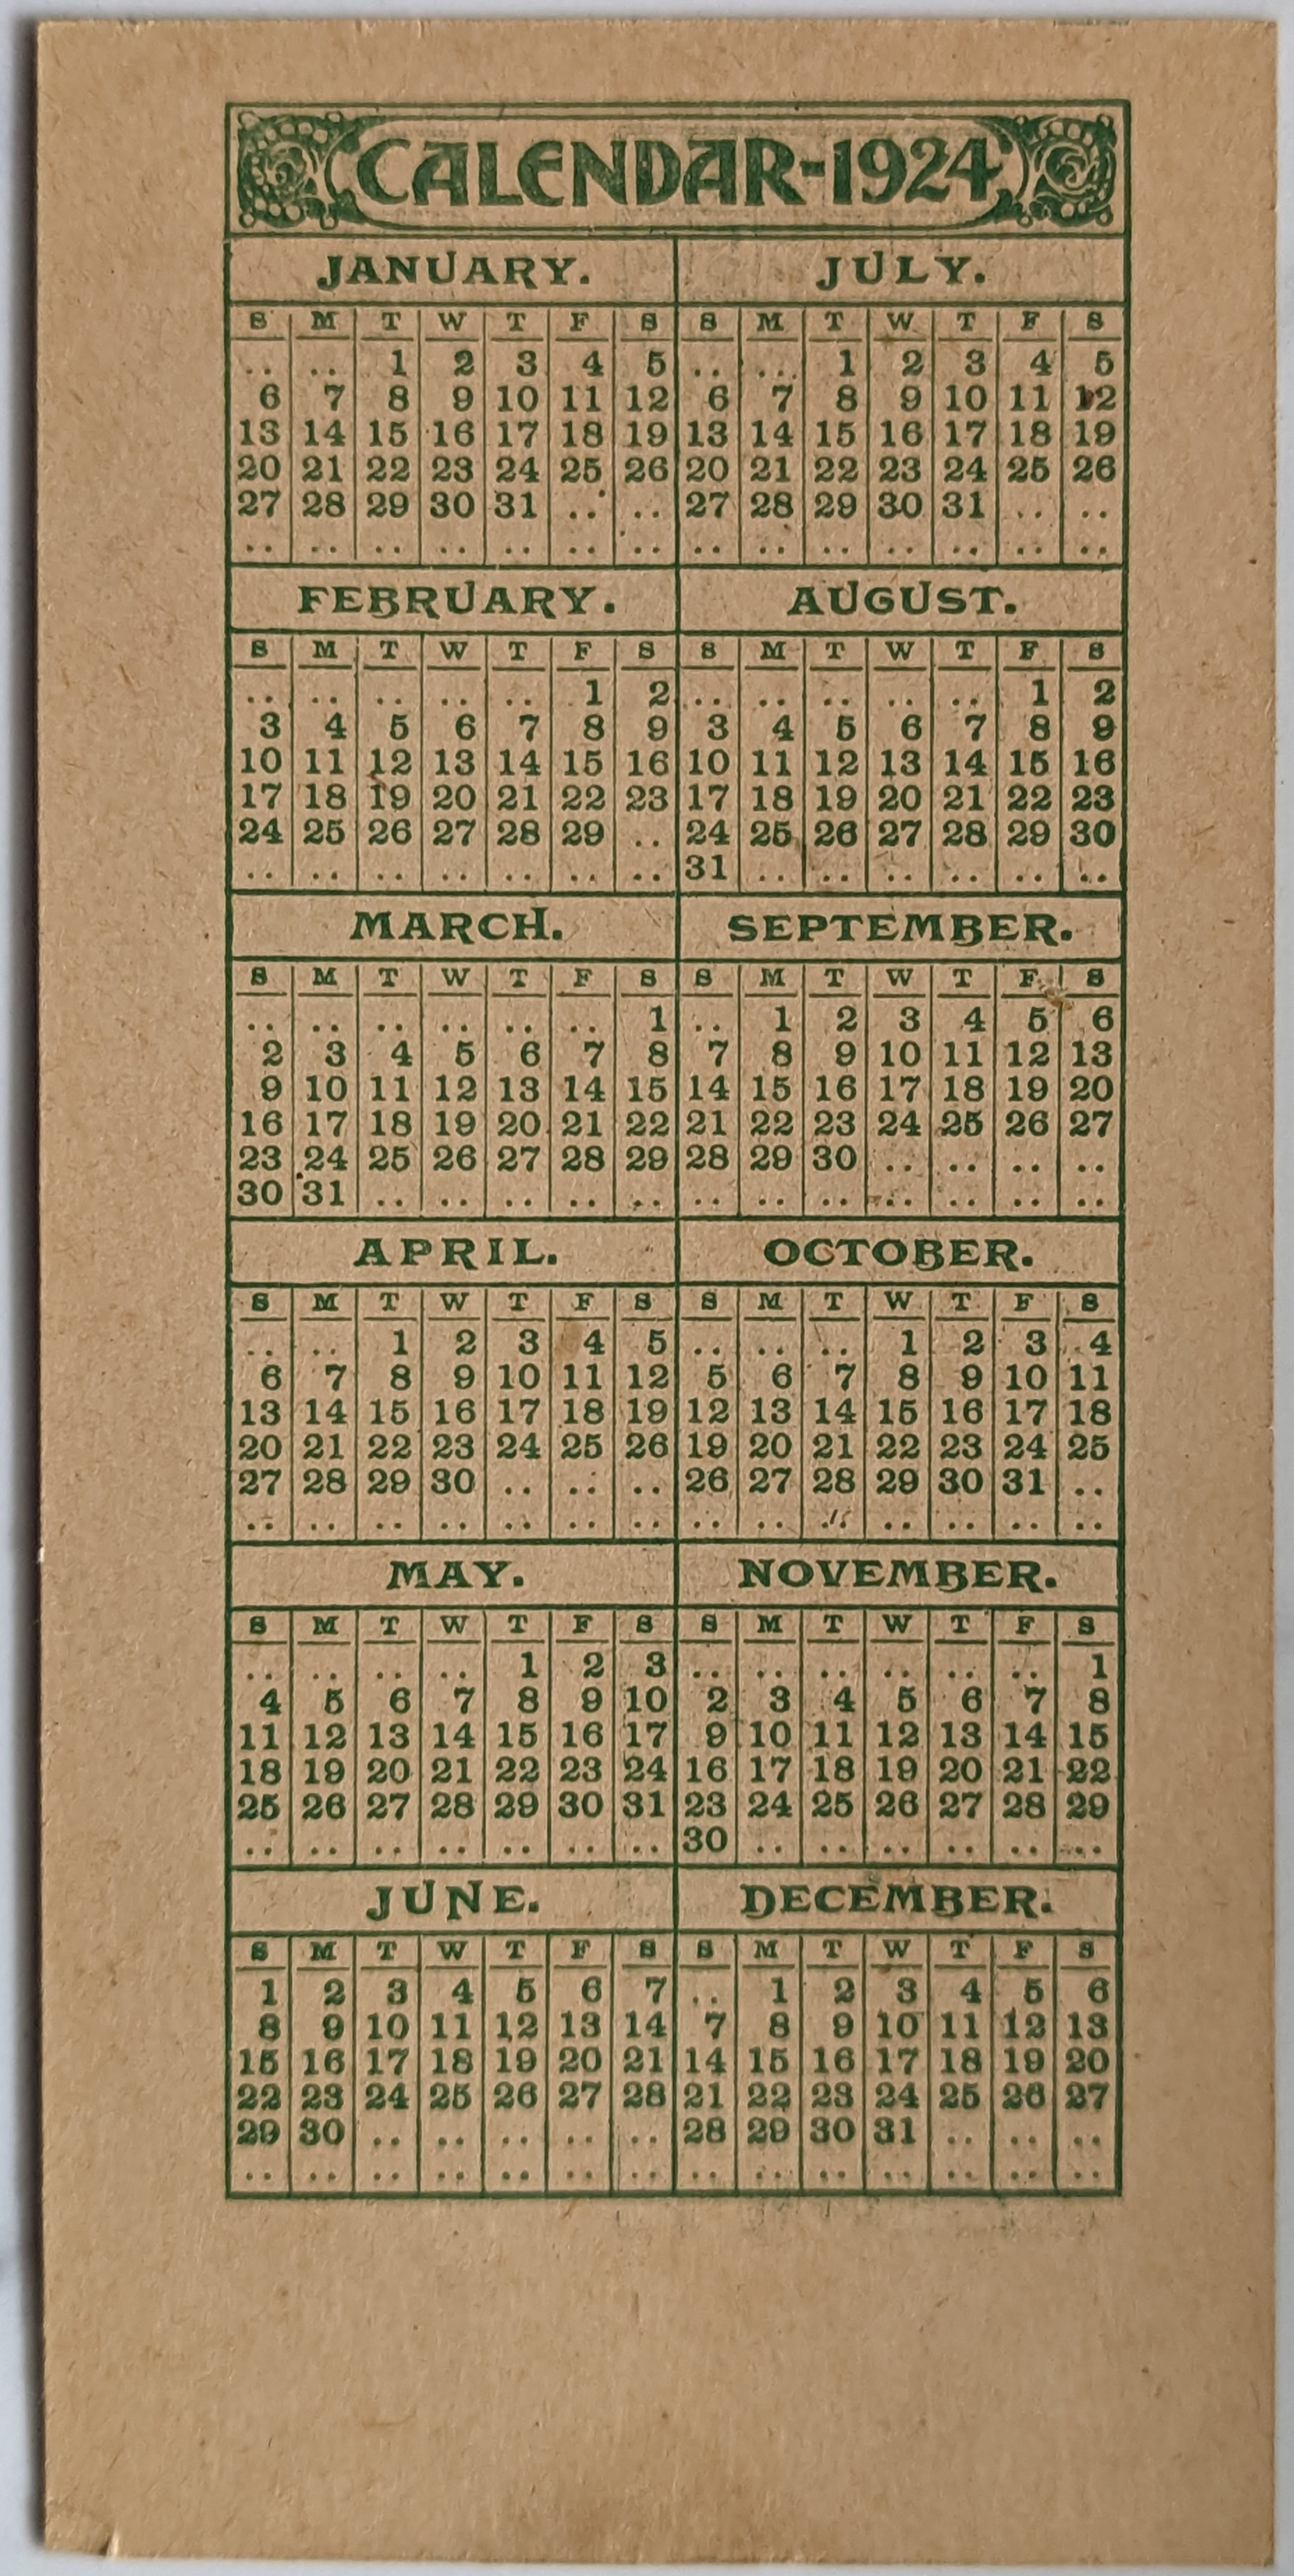 CALENDAR-1924
JANUARY.
S M T W T F S
.. .. 1 2 3 4 5
6 7 8 9 10 11 12
13 14 15 16 17 18 19
20 21 22 23 24 25 26
27 28 29 30 31 .. ..
.. .. .. .. .. .. ..
FEBRUARY.
S M T W T F S
.. .. .. .. .. 1 2
3 4 5 6 7 8 9
10 11 12 13 14 15 16
17 18 19 20 21 22 23
24 25 26 27 28 29 ..
.. .. .. .. .. .. ..
MARCH.
S M T W T F S
.. .. .. .. .. .. 1
2 3 4 5 6 7 8
9 10 11 12 13 14 15
16 17 18 19 20 21 22
23 24 25 26 27 28 29
30 31 .. .. .. .. ..
APRIL.
S M T W T F S
.. .. 1 2 3 4 5
6 7 8 9 10 11 12
13 14 15 16 17 18 19
20 21 22 23 24 25 26
27 28 29 30 .. .. ..
.. .. .. .. .. .. ..
MAY.
S M T W T F S
.. .. .. .. 1 2 3
4 5 6 7 8 9 10
11 12 13 14 15 16 17
18 19 20 21 22 23 24
25 26 27 28 29 30 31
.. .. .. .. .. .. ..
JUNE.
S M T W T F S
1 2 3 4 5 6 7
8 9 10 11 12 13 14
15 16 17 18 19 20 21
22 23 24 25 26 27 28
29 30 .. .. .. .. ..
.. .. .. .. .. .. ..
JULY.
S M T W T F S
.. .. 1 2 3 4 5
6 7 8 9 10 11 12
13 14 15 16 17 18 19
20 21 22 23 24 25 26
27 28 29 30 31 .. ..
.. .. .. .. .. .. ..
AUGUST.
S M T W T F S
.. .. .. .. .. 1 2
3 4 5 6 7 8 9
10 11 12 13 14 15 16
17 18 19 20 21 22 23
24 25 26 27 28 29 30
31 .. .. .. .. .. ..
SEPTEMBER.
S M T W T F S
.. 1 2 3 4 5 6
7 8 9 10 11 12 13
14 15 16 17 18 19 20
21 22 23 24 25 26 27
28 29 30 .. .. .. ..
.. .. .. .. .. .. ..
OCTOBER.
S M T W T F S
.. .. .. 1 2 3 4
5 6 7 8 9 10 11
12 13 14 15 16 17 18
19 20 21 22 23 24 25
26 27 28 29 30 31 ..
.. .. .. .. .. .. ..
NOVEMBER.
S M T W T F S
.. .. .. .. .. .. 1
2 3 4 5 6 7 8
9 10 11 12 13 14 15
16 17 18 19 20 21 22
23 24 25 26 27 28 29
30 .. .. .. .. .. ..
DECEMBER.
S M T W T F S
.. 1 2 3 4 5 6
7 8 9 10 11 12 13
14 15 16 17 18 19 20
21 22 23 24 25 26 27
28 29 30 31 .. .. ..
.. .. .. .. .. .. ..